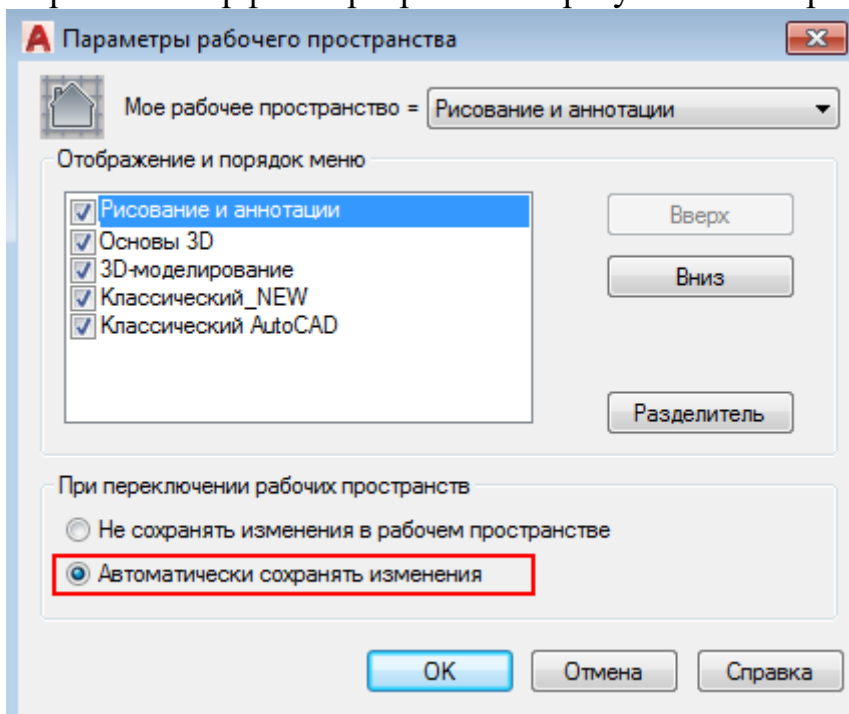 Параметры рабочего пространства
Мое рабочее пространство = Рисование и аннотации
Отображение и порядок меню
Рисование и аннотации
Основы 3D
3D-моделирование
Классический_NEW
Классический AutoCAD
Вверх
Вниз
Разделитель
При переключении рабочих пространств
Не сохранять изменения в рабочем пространстве
Автоматически сохранять изменения
OK Отмена Справка